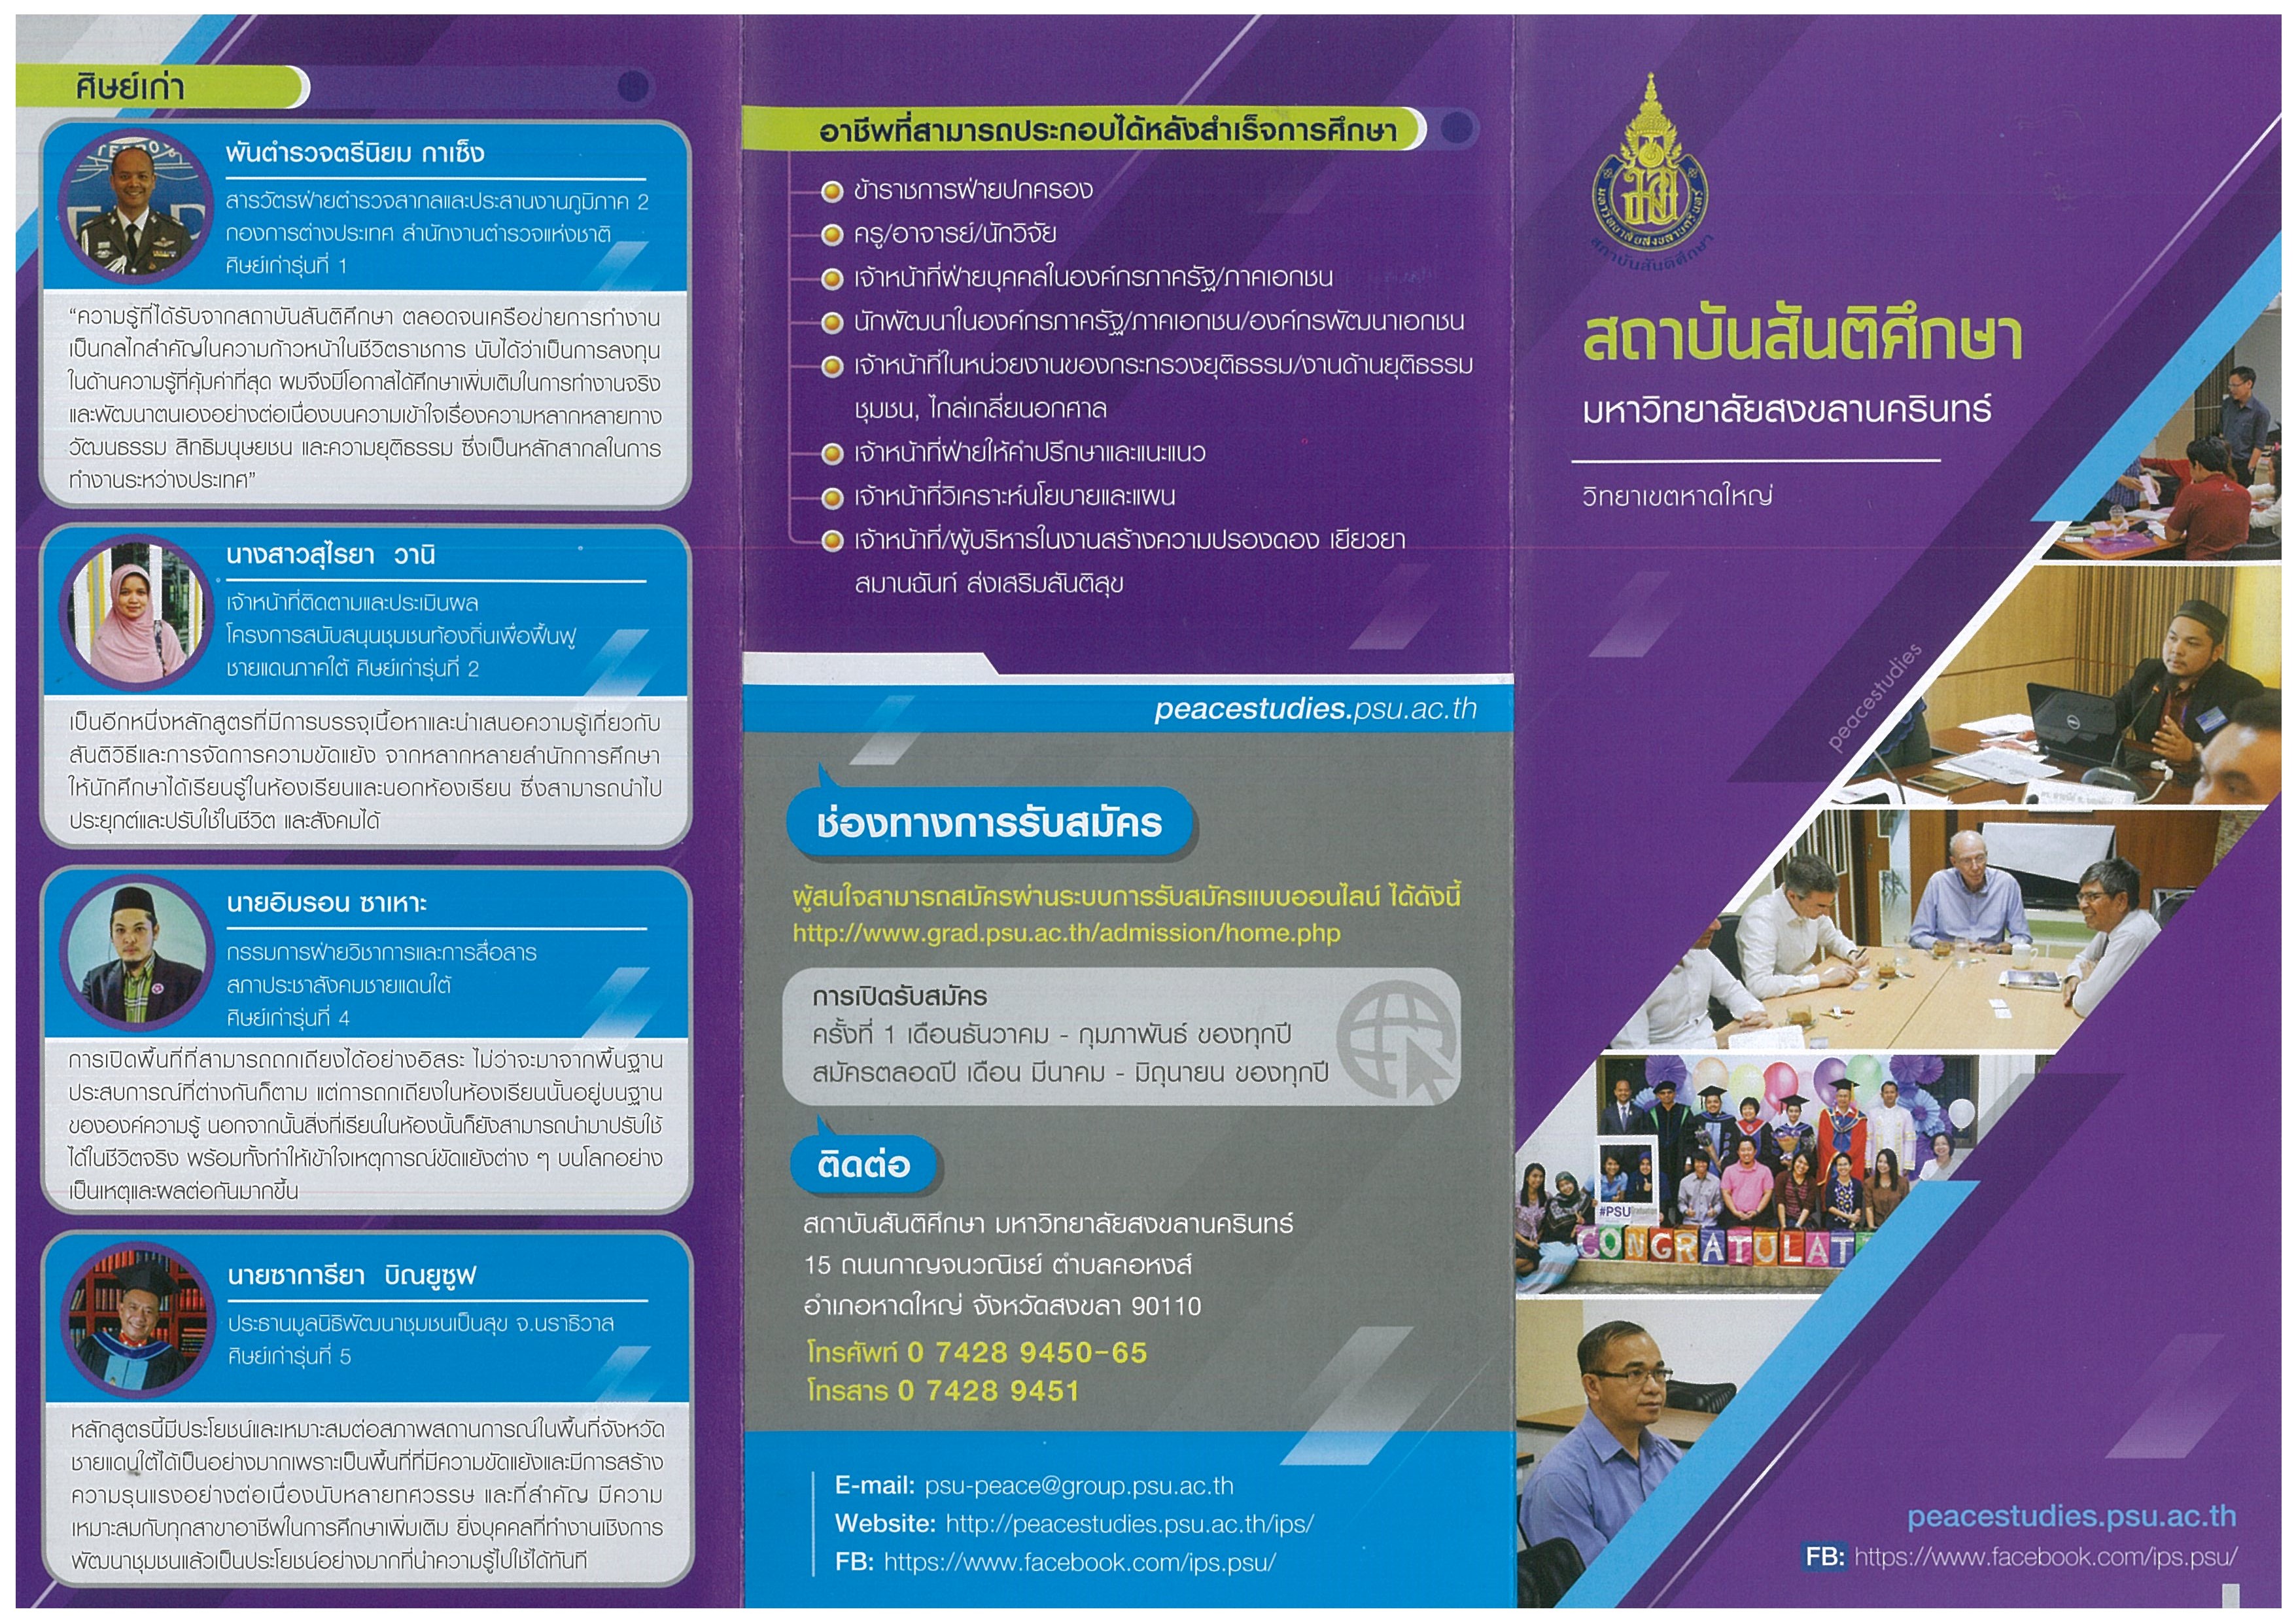 ศิษย์เก่า
พันตำรวจตรีนิยม กาเซ็ง
สารวัตรฝ่ายตำรวจสากลและประสานงานภูมิภาค 2
กองการต่างประเทศ สำนักงานตำรวจแห่งชาติ
ศิษย์เก่ารุ่นที่ 1
“ความรู้ที่ได้รับจากสถาบันสันติศึกษา ตลอดจนเครือข่ายการทำงาน
เป็นกลไกสำคัญในความก้าวหน้าในชีวิตราชการ นับได้ว่าเป็นการลงทุน
ในด้านความรู้ที่คุ้มค่าที่สุด ผมจึงมีโอกาสได้ศึกษาเพิ่มเติมในการทำงานจริง
และพัฒนาตนเองอย่างต่อเนื่องบนความเข้าใจเรื่องความหลากหลายทาง
วัฒนธรรม สิทธิมนุษยชน และความยุติธรรม ซึ่งเป็นหลักสากลในการ
ทำงานระหว่างประเทศ”
นางสาวสุไรยา วานิ
เจ้าหน้าที่ติดตามและประเมินผล
โครงการสนับสนุนชุมชนท้องถิ่นเพื่อฟื้นฟู
ชายแดนภาคใต้ ศิษย์เก่ารุ่นที่ 2
เป็นอีกหนึ่งหลักสูตรที่มีการบรรจุเนื้อหาและนำเสนอความรู้เกี่ยวกับ
สันติวิธีและการจัดการความขัดแย้ง จากหลากหลายสำนักการศึกษา
ให้นักศึกษาได้เรียนรู้ในห้องเรียนและนอกห้องเรียน ซึ่งสามารถนำไป
ประยุกต์และปรับใช้ในชีวิต และสังคมได้
นายอิมรอน ซาเหาะ
กรรมการฝ่ายวิชาการและการสื่อสาร
สภาประชาสังคมชายแดนใต้
ศิษย์เก่ารุ่นที่ 4
การเปิดพื้นที่ที่สามารถถกเถียงได้อย่างอิสระ ไม่ว่าจะมาจากพื้นฐาน
ประสบการณ์ที่ต่างกันก็ตาม แต่การถกเถียงในห้องเรียนนั้นอยู่บนฐาน
ขององค์ความรู้ นอกจากนั้นสิ่งที่เรียนในห้องนั้นก็ยังสามารถนำมาปรับใช้
ได้ในชีวิตจริง พร้อมทั้งทำให้เข้าใจเหตุการณ์ขัดแย้งต่าง ๆ บนโลกอย่าง
เป็นเหตุและผลต่อกันมากขึ้น
นายซาการียา บิณยูซูฟ
ประธานมูลนิธิพัฒนาชุมชนเป็นสุข จ.นราธิวาส
ศิษย์เก่ารุ่นที่ 5
หลักสูตรนี้มีประโยชน์และเหมาะสมต่อสภาพสถานการณ์ในพื้นที่จังหวัด
ชายแดนใต้ได้เป็นอย่างมากเพราะเป็นพื้นที่ที่มีความขัดแย้งและมีการสร้าง
ความรุนแรงอย่างต่อเนื่องนับหลายทศวรรษ และที่สำคัญ มีความ
เหมาะสมกับทุกสาขาอาชีพในการศึกษาเพิ่มเติม ยิ่งบุคคลที่ทำงานเชิงการ
พัฒนาชุมชนแล้วเป็นประโยชน์อย่างมากที่นำความรู้ไปใช้ได้ทันที
อาชีพที่สามารถประกอบได้หลังสำเร็จการศึกษา
ข้าราชการฝ่ายปกครอง
ครู/อาจารย์/นักวิจัย
เจ้าหน้าที่ฝ่ายบุคคลในองค์กรภาครัฐ/ภาคเอกชน
นักพัฒนาในองค์กรภาครัฐ/ภาคเอกชน/องค์กรพัฒนาเอกชน
เจ้าหน้าที่ในหน่วยงานของกระทรวงยุติธรรม/งานด้านยุติธรรม
ชุมชน, ไกล่เกลี่ยนอกศาล
เจ้าหน้าที่ฝ่ายให้คำปรึกษาและแนะแนว
เจ้าหน้าที่วิเคราะห์นโยบายและแผน
เจ้าหน้าที่/ผู้บริหารในงานสร้างความปรองดอง เยียวยา
สมานฉันท์ ส่งเสริมสันติสุข
peacestudies.psu.ac.th
ช่องทางการรับสมัคร
ผู้สนใจสามารถสมัครผ่านระบบการรับสมัครแบบออนไลน์ ได้ดังนี้
http://www.grad.psu.ac.th/admission/home.php
การเปิดรับสมัคร
ครั้งที่ 1 เดือนธันวาคม - กุมภาพันธ์ ของทุกปี
สมัครตลอดปี เดือน มีนาคม - มิถุนายน ของทุกปี
ติดต่อ
สถาบันสันติศึกษา มหาวิทยาลัยสงขลานครินทร์
15 ถนนกาญจนวณิชย์ ตำบลคอหงส์
อำเภอหาดใหญ่ จังหวัดสงขลา 90110
โทรศัพท์ 0 7428 9450-65
โทรสาร 0 7428 9451
E-mail: psu-peace@group.psu.ac.th
Website: http://peacestudies.psu.ac.th/ips/
FB: https://www.facebook.com/ips.psu/
มหาวิทยาลัยสงขลานครินทร์
สถาบันสันติศึกษา
สถาบันสันติศึกษา
มหาวิทยาลัยสงขลานครินทร์
วิทยาเขตหาดใหญ่
peacestudies
#PSU
CONGRATULAT
peacestudies.psu.ac.th
FB: https://www.facebook.com/ips.psu/